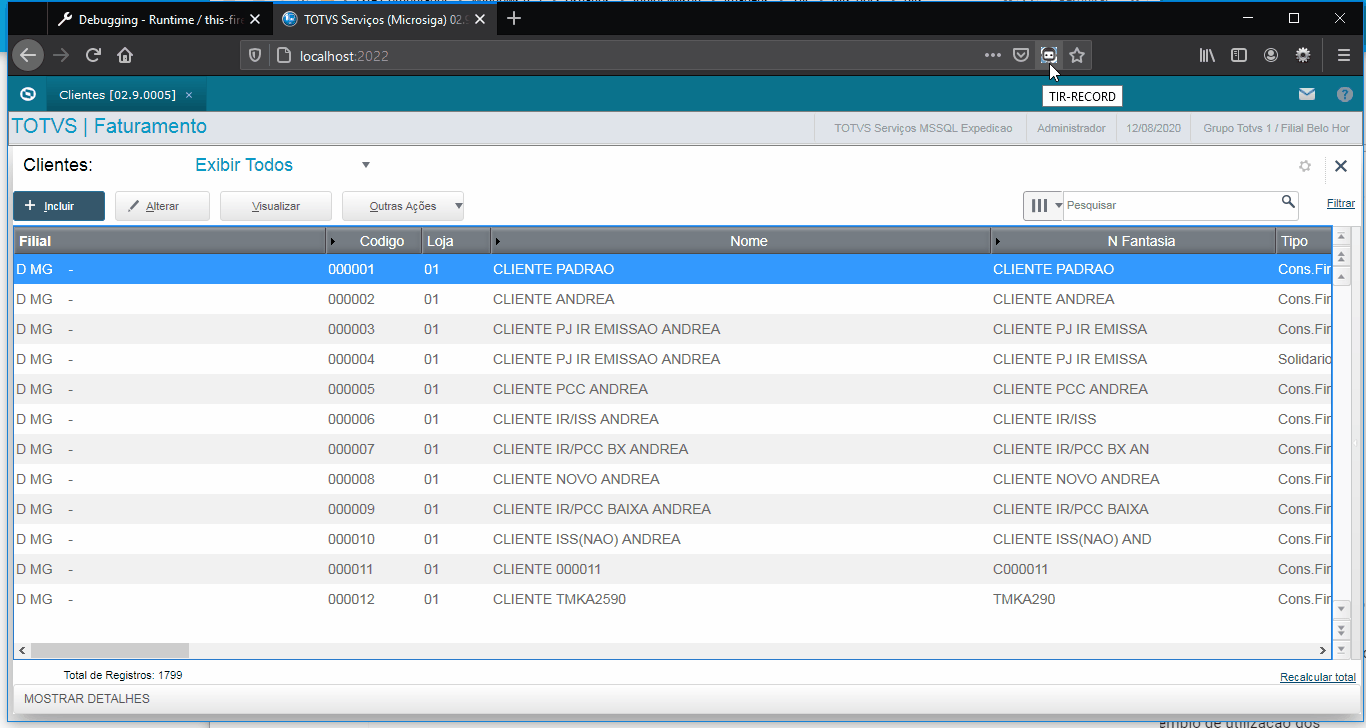 Debugging - Runtime / this-fire
TOTVS Serviços (Microsiga) 02.9
localhost:2022
TIR-RECORD
Clientes [02.9.0005]
TOTVS | Faturamento
TOTVS Serviços MSSQL Expedicao
Administrador
12/08/2020
Grupo Totvs 1 / Filial Belo Hor
Clientes:
Exibir Todos
Incluir
Alterar
Visualizar
Outras Ações
Pesquisar
Filtrar
Filial Codigo Loja Nome N Fantasia Tipo
D MG - 000001 01 CLIENTE PADRAO CLIENTE PADRAO Cons.Fir
D MG - 000002 01 CLIENTE ANDREA CLIENTE ANDREA Cons.Fir
D MG - 000003 01 CLIENTE PJ IR EMISSAO ANDREA CLIENTE PJ IR EMISSA Cons.Fir
D MG - 000004 01 CLIENTE PJ IR EMISSAO ANDREA CLIENTE PJ IR EMISSA Solidario
D MG - 000005 01 CLIENTE PCC ANDREA CLIENTE PCC ANDREA Cons.Fir
D MG - 000006 01 CLIENTE IR/ISS ANDREA CLIENTE IR/ISS Cons.Fir
D MG - 000007 01 CLIENTE IR/PCC BX ANDREA CLIENTE IR/PCC BX AN Cons.Fir
D MG - 000008 01 CLIENTE NOVO ANDREA CLIENTE NOVO ANDREA Cons.Fir
D MG - 000009 01 CLIENTE IR/PCC BAIXA ANDREA CLIENTE IR/PCC BAIXA Cons.Fir
D MG - 000010 01 CLIENTE ISS(NAO) ANDREA CLIENTE ISS(NAO) AND Cons.Fir
D MG - 000011 01 CLIENTE 000011 C000011 Cons.Fir
D MG - 000012 01 CLIENTE TMKA2590 TMKA290 Cons.Fir
Total de Registros: 1799
Recalcular total
MOSTRAR DETALHES